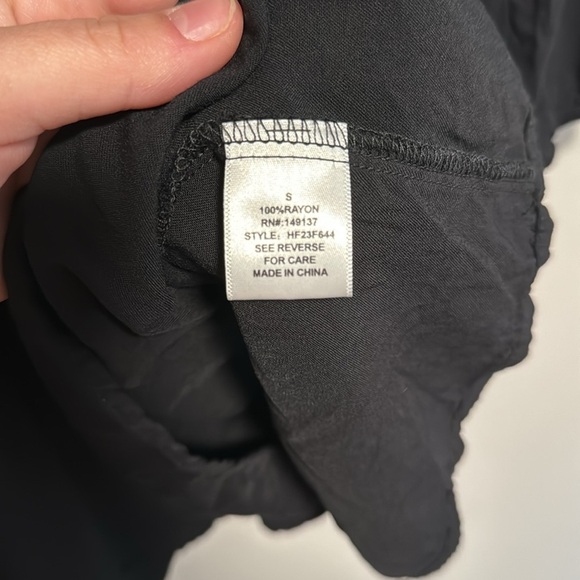 S
100%RAYON
RN#:149137
STYLE: HF23F644
SEE REVERSE
FOR CARE
MADE IN CHINA